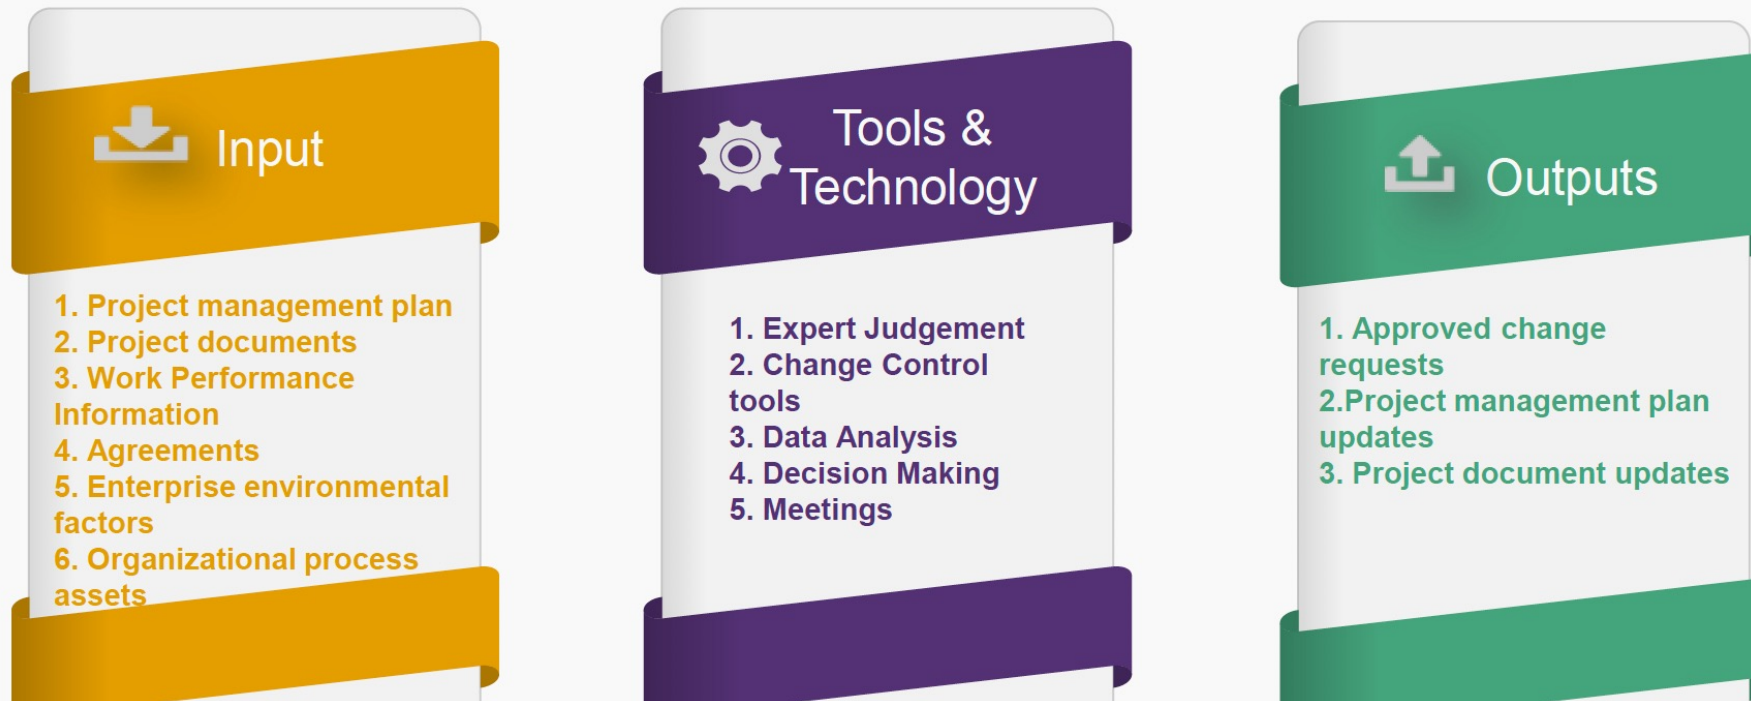 Input
1. Project management plan
2. Project documents
3. Work Performance
Information
4. Agreements
5. Enterprise environmental
factors
6. Organizational process
assets
Tools &
Technology
1. Expert Judgement
2. Change Control
tools
3. Data Analysis
4. Decision Making
5. Meetings
Outputs
1. Approved change
requests
2.Project management plan
updates
3. Project document updates